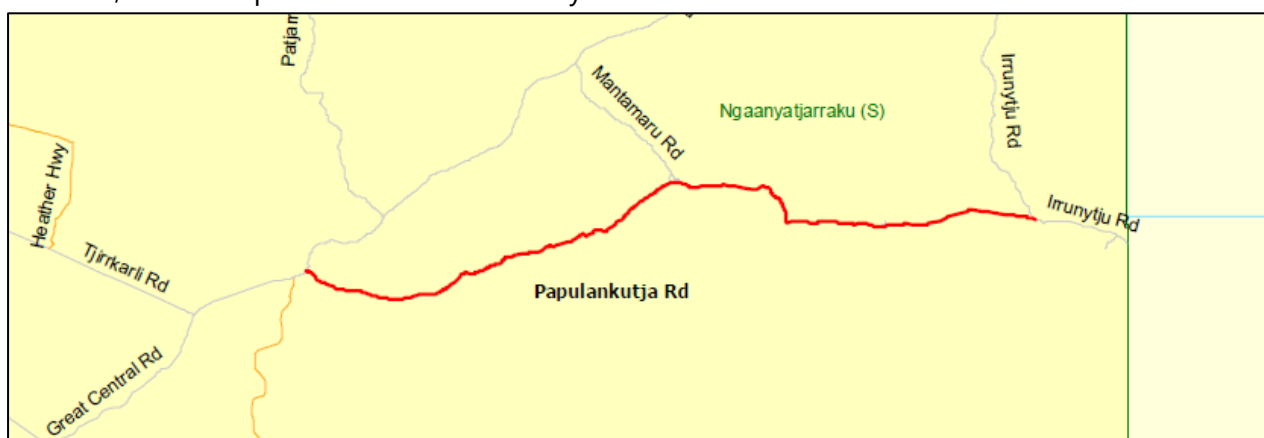 Patjar
Mantamaru Rd
Ngaanyatjarraku (S)
Irrunytju Rd
Heather Hwy
Irrunytju Rd
Tjirrkarli Rd
Papulankutja Rd
Great Central Rd